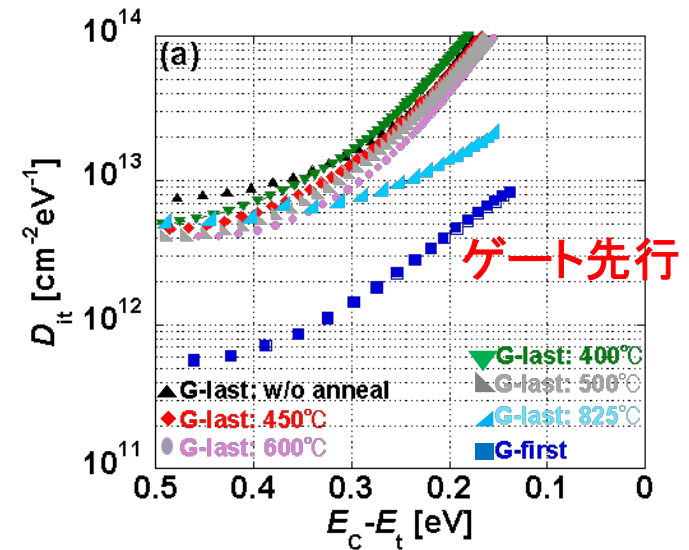 (a)
10^14
10^13
10^12
10^11
D_it [cm^-2 eV^-1]
ゲート先行
G-last: w/o anneal
G-last: 450℃
G-last: 600℃
G-last: 400℃
G-last: 500℃
G-last: 825℃
G-first
0.5 0.4 0.3 0.2 0.1 0
E_C-E_t [eV]